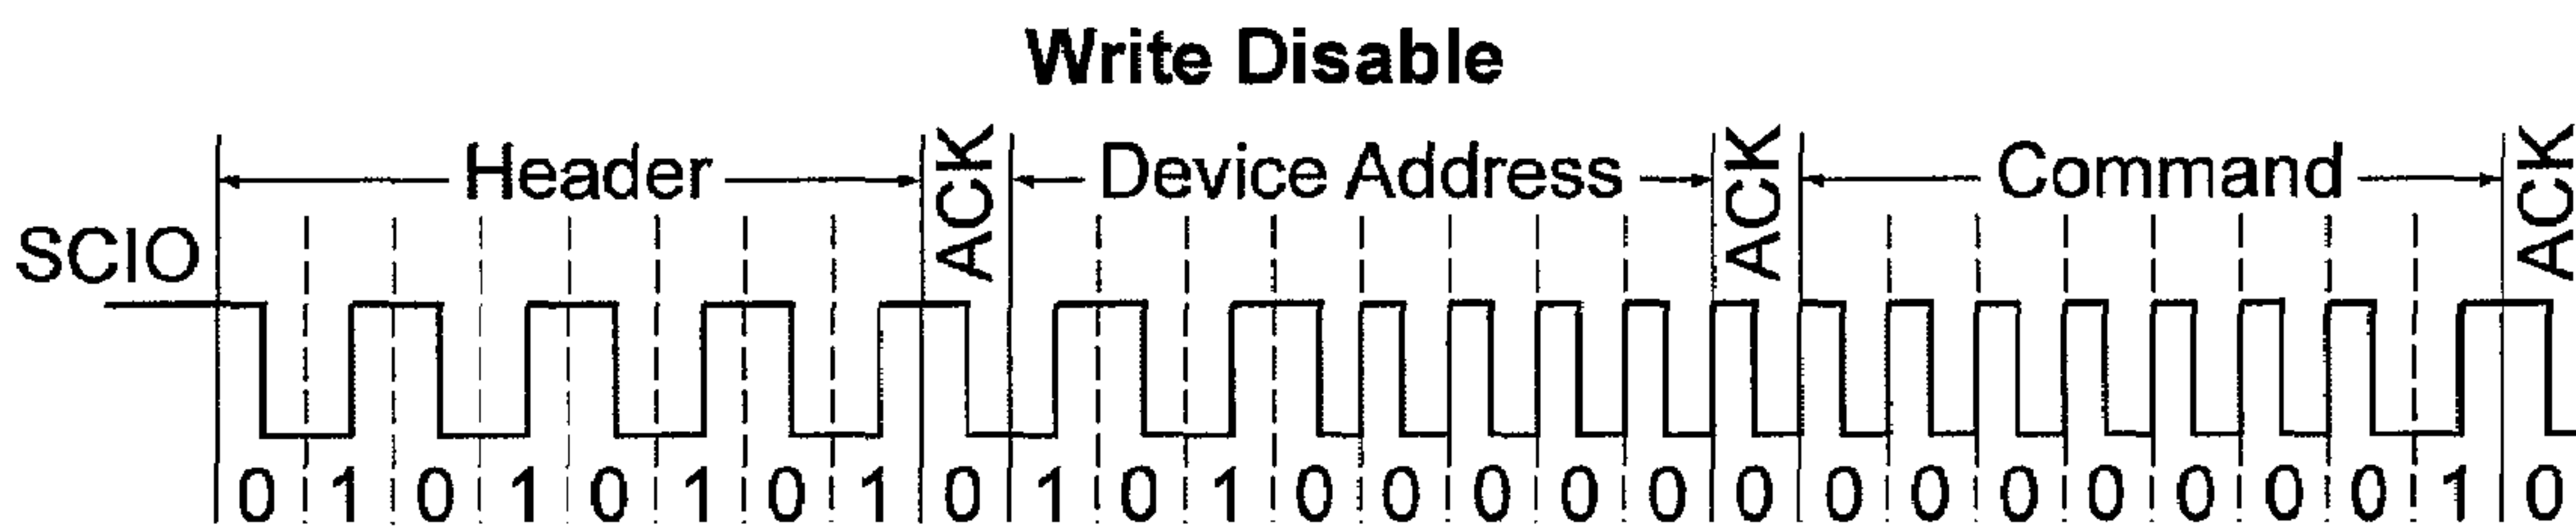 Write Disable
Header ACK Device Address ACK Command ACK
SCIO
0 1 0 1 0 1 0 1 0 1 0 1 0 0 0 0 0 0 0 0 0 0 0 0 0 1 0